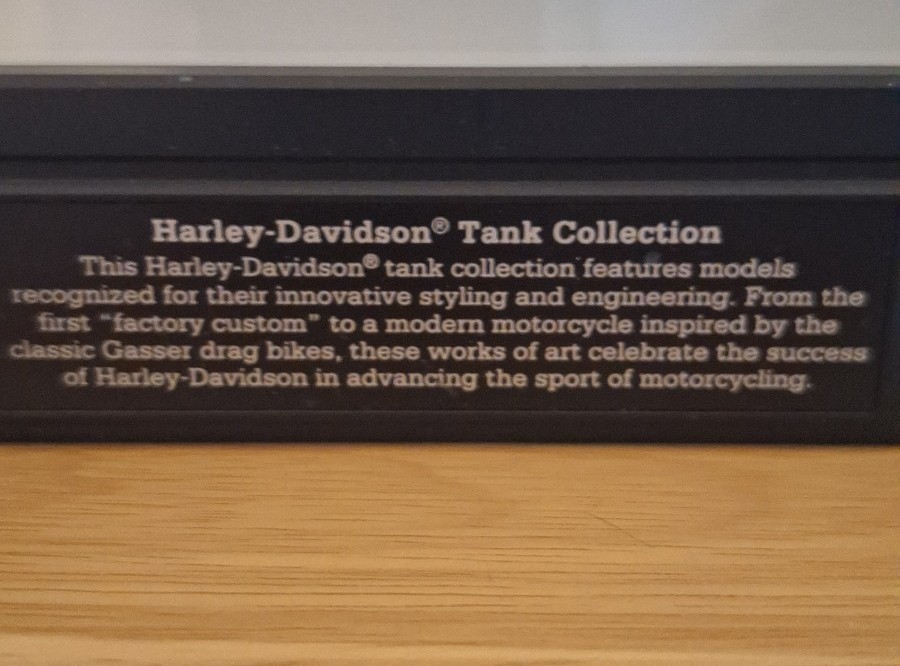 Harley-Davidson® Tank Collection
This Harley-Davidson® tank collection features models
recognized for their innovative styling and engineering. From the
first “factory custom” to a modern motorcycle inspired by the
classic Gasser drag bikes, these works of art celebrate the success
of Harley-Davidson in advancing the sport of motorcycling.